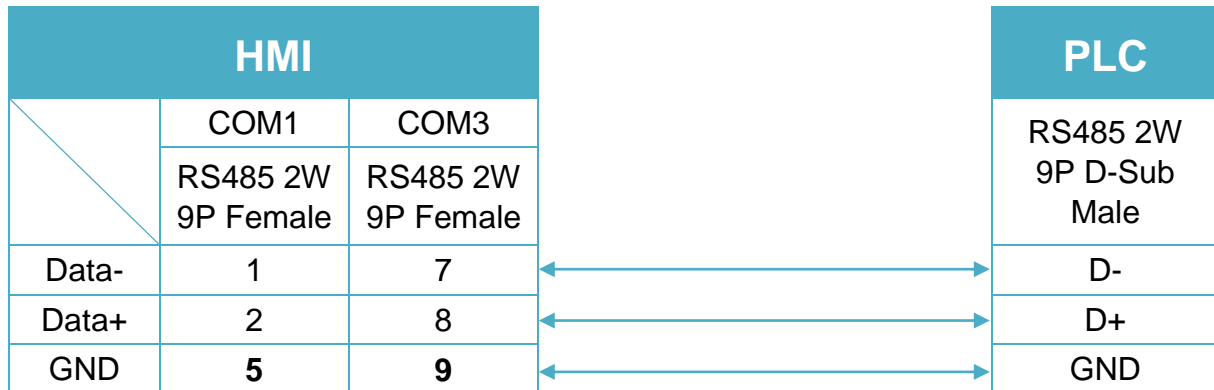 HMI PLC
COM1 COM3
RS485 2W
9P D-Sub
Male
RS485 2W RS485 2W
9P Female 9P Female
Data- 1 7 D-
Data+ 2 8 D+
GND 5 9 GND